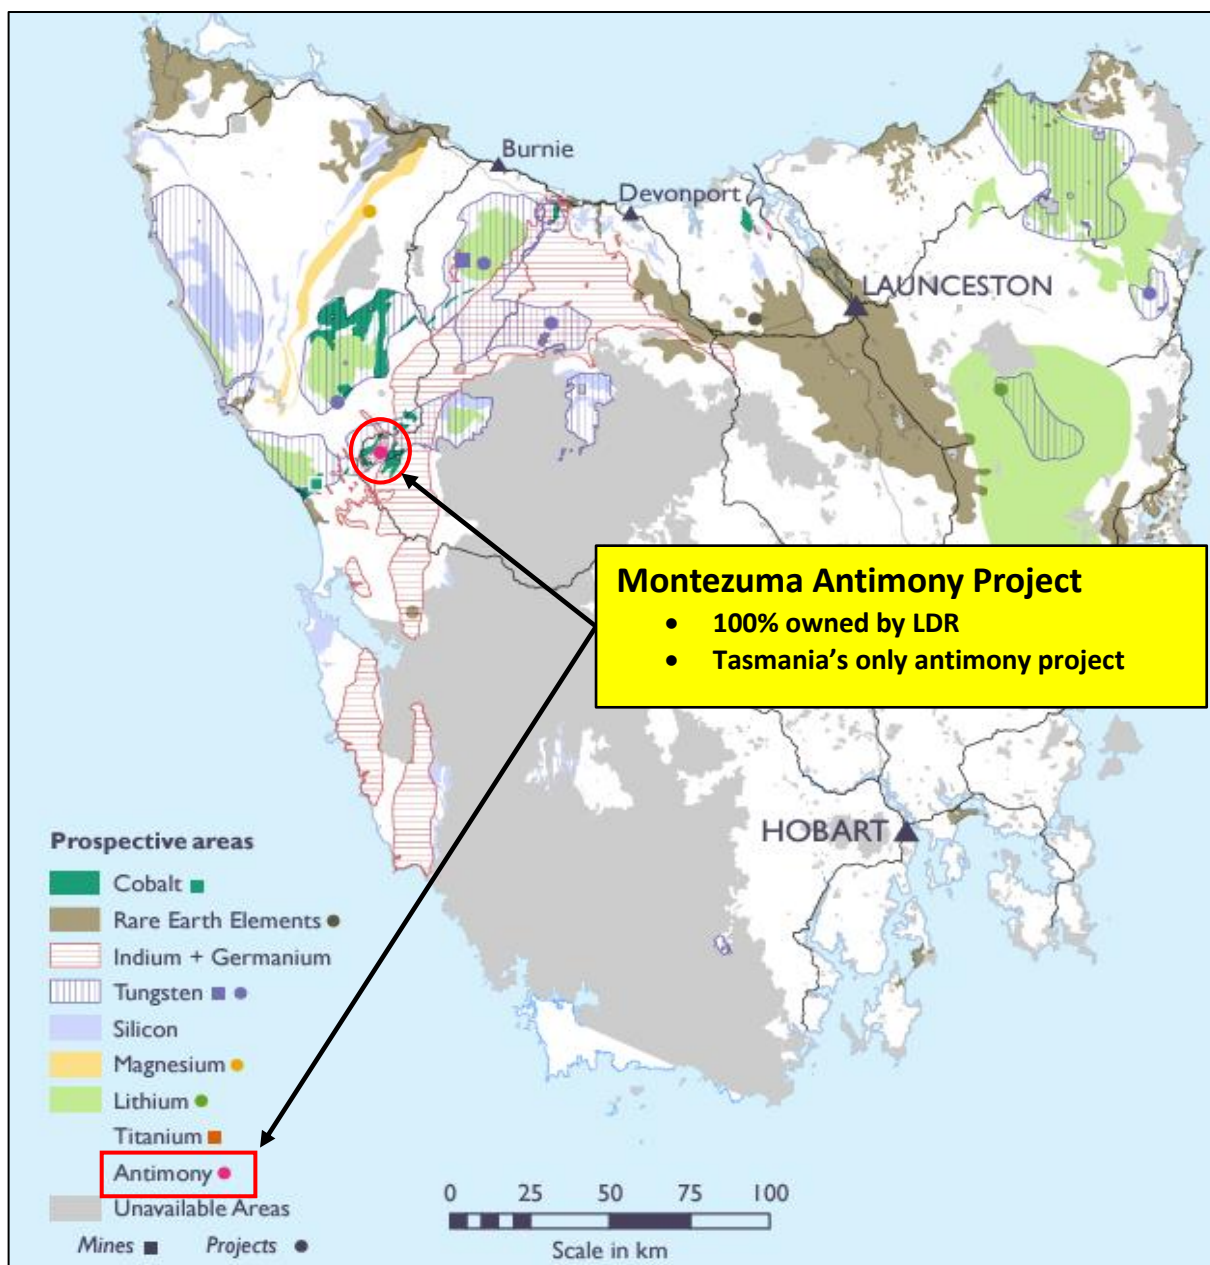 Burnie
Devonport
LAUNCESTON
Montezuma Antimony Project
• 100% owned by LDR
• Tasmania's only antimony project
HOBART
Prospective areas
Cobalt
Rare Earth Elements
Indium + Germanium
Tungsten
Silicon
Magnesium
Lithium
Titanium
Antimony
Unavailable Areas
Mines Projects
0 25 50 75 100
Scale in km